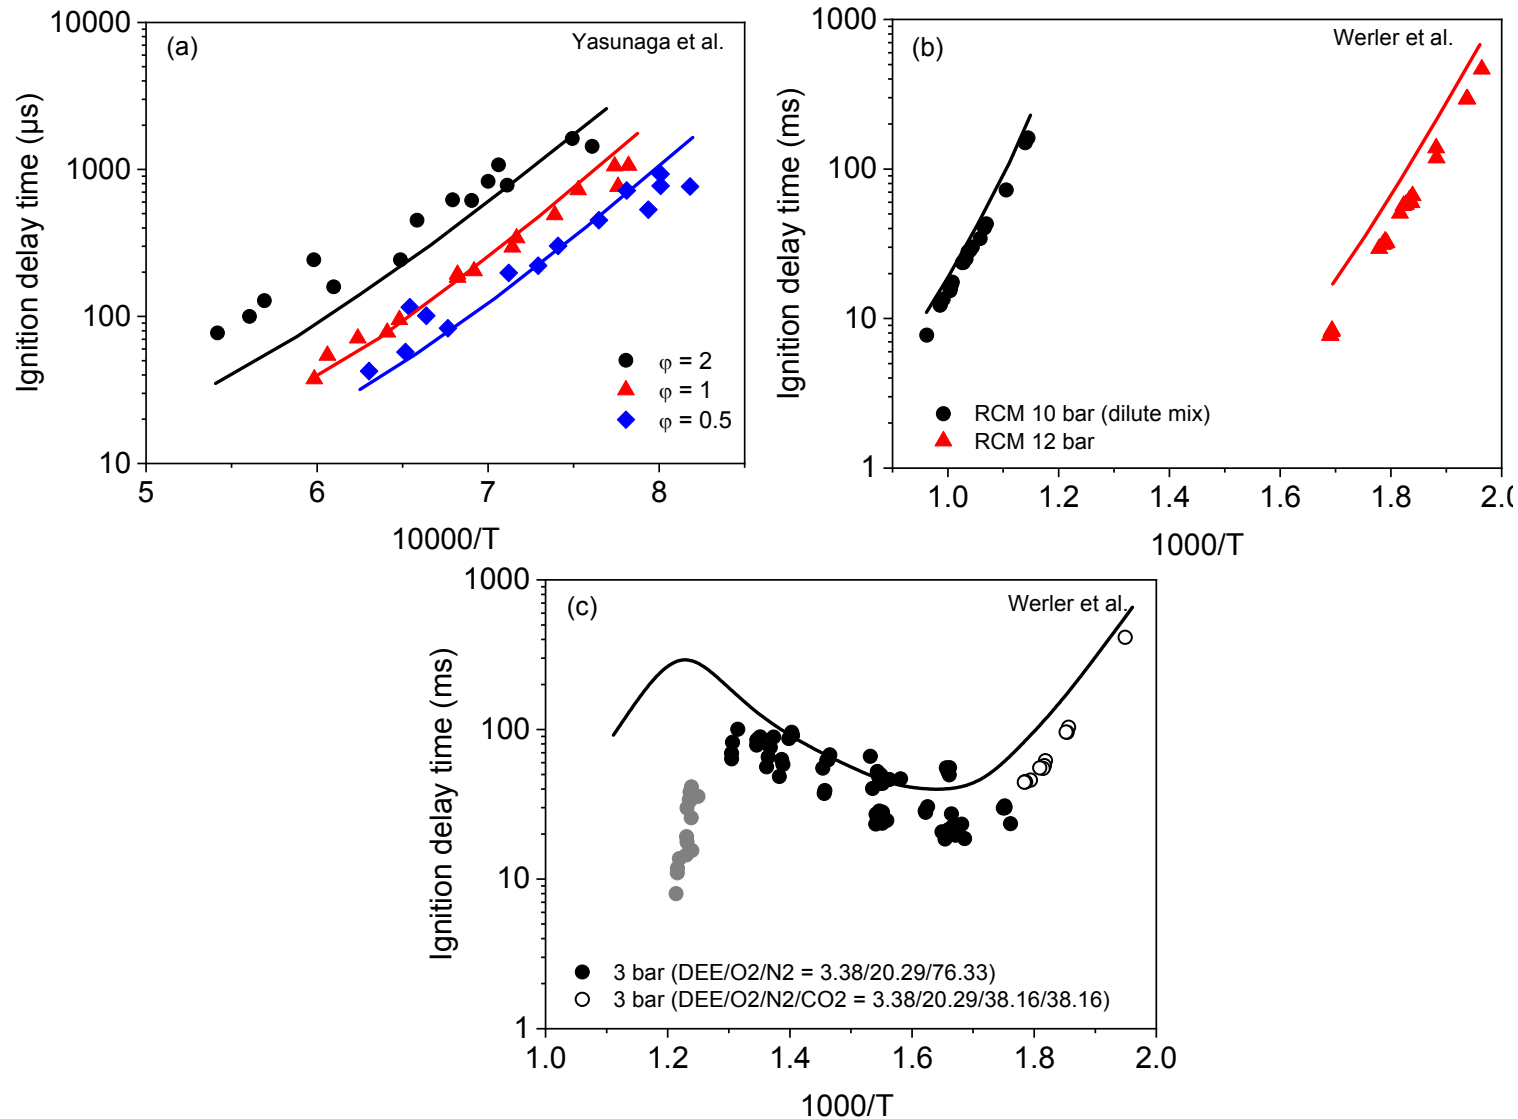 (a)
Yasunaga et al.
Ignition delay time (μs)
10000
1000
100
10
φ = 2
φ = 1
φ = 0.5
5
6
7
8
10000/T
(b)
Werler et al.
Ignition delay time (ms)
1000
100
10
1
RCM 10 bar (dilute mix)
RCM 12 bar
1.0
1.2
1.4
1.6
1.8
2.0
1000/T
(c)
Werler et al.
Ignition delay time (ms)
1000
100
10
1
3 bar (DEE/O2/N2 = 3.38/20.29/76.33)
3 bar (DEE/O2/N2/CO2 = 3.38/20.29/38.16/38.16)
1.0
1.2
1.4
1.6
1.8
2.0
1000/T